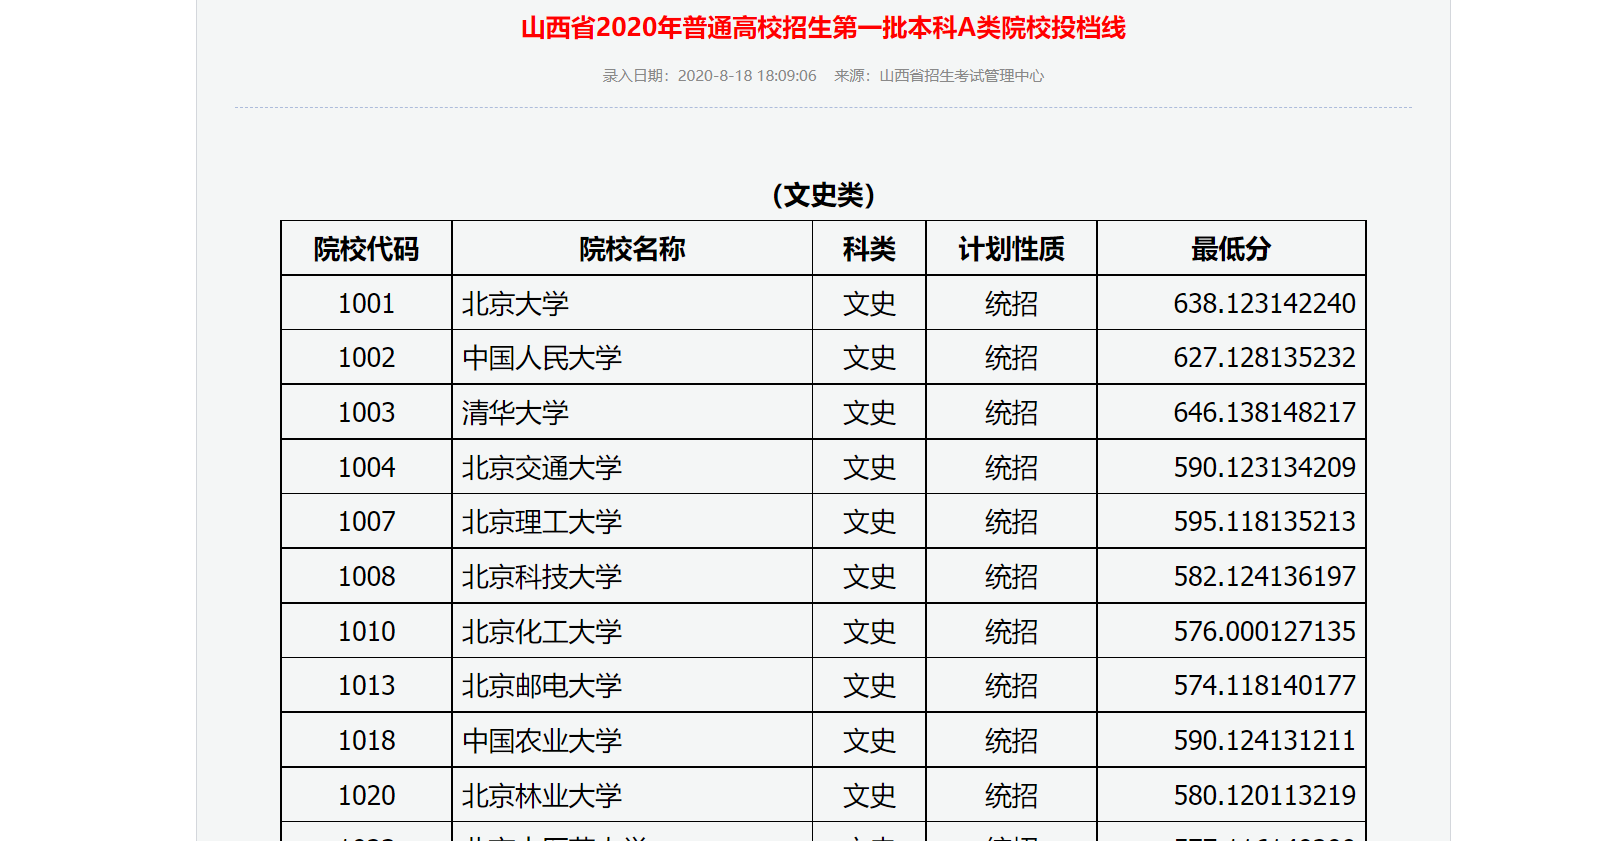 山西省2020年普通高校招生第一批本科A类院校投档线
录入日期：2020-8-18 18:09:06 来源：山西省招生考试管理中心
（文史类）
院校代码 院校名称 科类 计划性质 最低分
1001 北京大学 文史 统招 638.123142240
1002 中国人民大学 文史 统招 627.128135232
1003 清华大学 文史 统招 646.138148217
1004 北京交通大学 文史 统招 590.123134209
1007 北京理工大学 文史 统招 595.118135213
1008 北京科技大学 文史 统招 582.124136197
1010 北京化工大学 文史 统招 576.000127135
1013 北京邮电大学 文史 统招 574.118140177
1018 中国农业大学 文史 统招 590.124131211
1020 北京林业大学 文史 统招 580.120113219